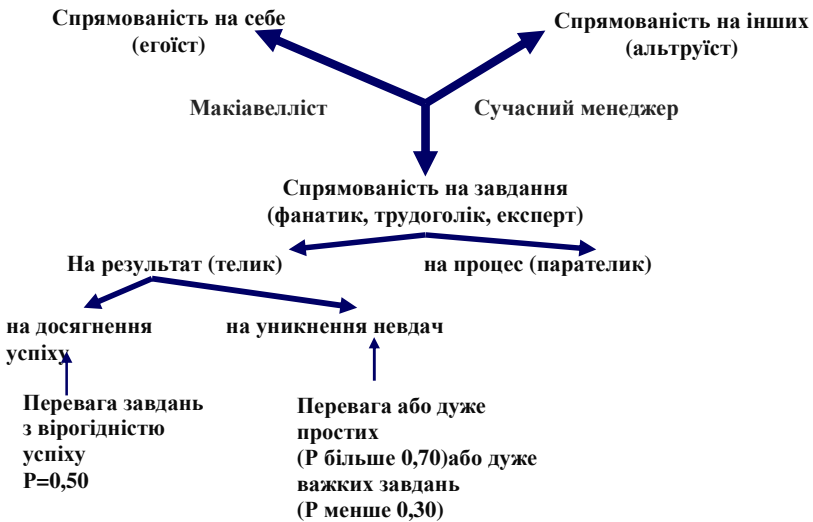 Спрямованість на себе
(егоїст)
Спрямованість на інших
(альтруїст)
Макіавелліст
Сучасний менеджер
Спрямованість на завдання
(фанатик, трудоголік, експерт)
На результат (телик)
на процес (парателик)
на досягнення
успіху
на уникнення невдач
Перевага завдань
з вірогідністю
успіху
Р=0,50
Перевага або дуже
простих
(Р більше 0,70)або дуже
важких завдань
(Р менше 0,30)